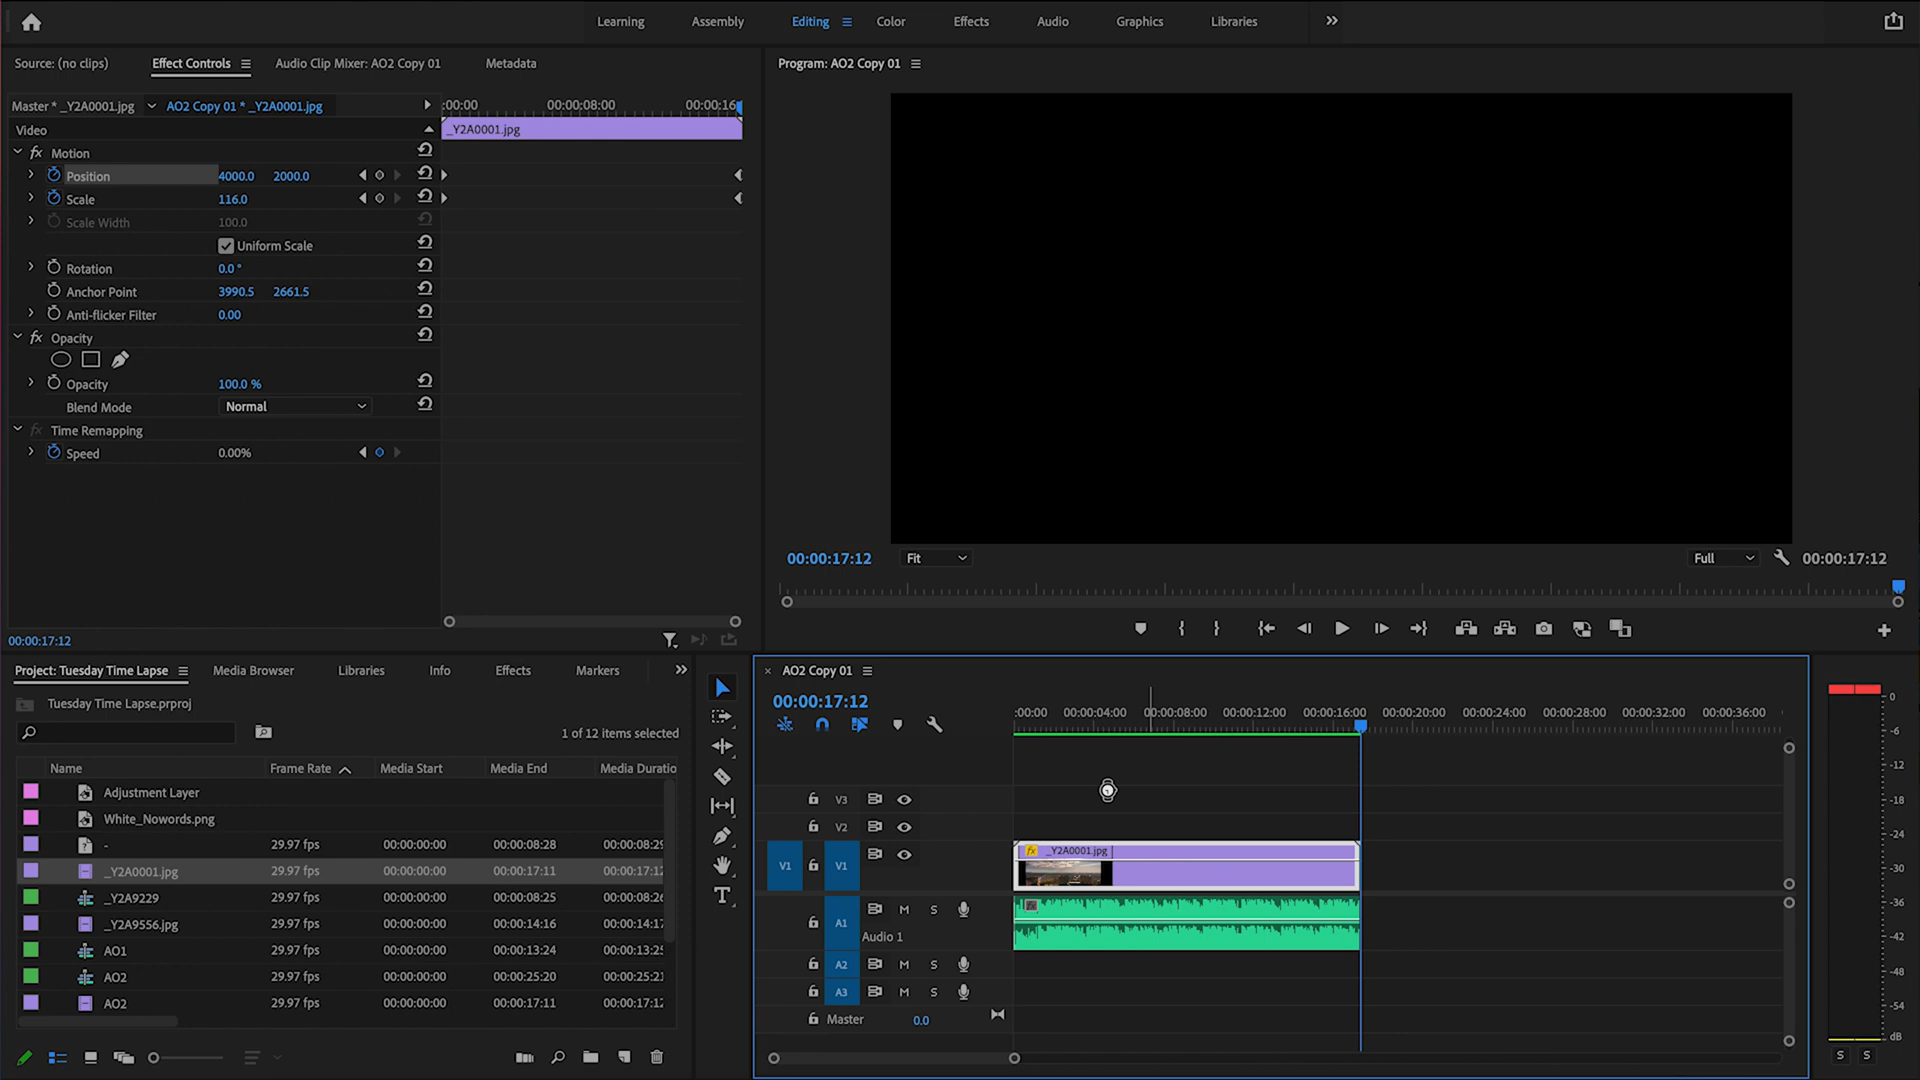 Learning Assembly Editing Color Effects Audio Graphics Libraries
Source: (no clips) Effect Controls Audio Clip Mixer: AO2 Copy 01 Metadata
Program: AO2 Copy 01
Master * _Y2A0001.jpg AO2 Copy 01 * _Y2A0001.jpg
:00:00 00:00:08:00 00:00:16
Video
_Y2A0001.jpg
fx Motion
Position 4000.0 2000.0
Scale 116.0
Scale Width 100.0
Uniform Scale
Rotation 0.0 °
Anchor Point 3990.5 2661.5
Anti-flicker Filter 0.00
fx Opacity
Opacity 100.0 %
Blend Mode Normal
fx Time Remapping
Speed 0.00%
00:00:17:12
00:00:17:12 Fit Full 00:00:17:12
Project: Tuesday Time Lapse Media Browser Libraries Info Effects Markers
Tuesday Time Lapse.prproj
1 of 12 items selected
Name Frame Rate Media Start Media End Media Duratio
Adjustment Layer
White_Nowords.png
- 29.97 fps 00:00:00:00 00:00:08:28 00:00:08:29
_Y2A0001.jpg 29.97 fps 00:00:00:00 00:00:17:11 00:00:17:12
_Y2A9229 29.97 fps 00:00:00:00 00:00:08:25 00:00:08:26
_Y2A9556.jpg 29.97 fps 00:00:00:00 00:00:14:16 00:00:14:17
AO1 29.97 fps 00:00:00:00 00:00:13:24 00:00:13:25
AO2 29.97 fps 00:00:00:00 00:00:25:20 00:00:25:21
AO2 29.97 fps 00:00:00:00 00:00:17:11 00:00:17:12
AO2 Copy 01
00:00:17:12
:00:00 00:00:04:00 00:00:08:00 00:00:12:00 00:00:16:00 00:00:20:00 00:00:24:00 00:00:28:00 00:00:32:00 00:00:36:00
V3
V2
V1 V1
fx _Y2A0001.jpg
A1 M S
fx
Audio 1
A2 M S
A3 M S
Master 0.0
0
-6
-12
-18
-24
-30
-36
-42
-48
-54
dB
S S